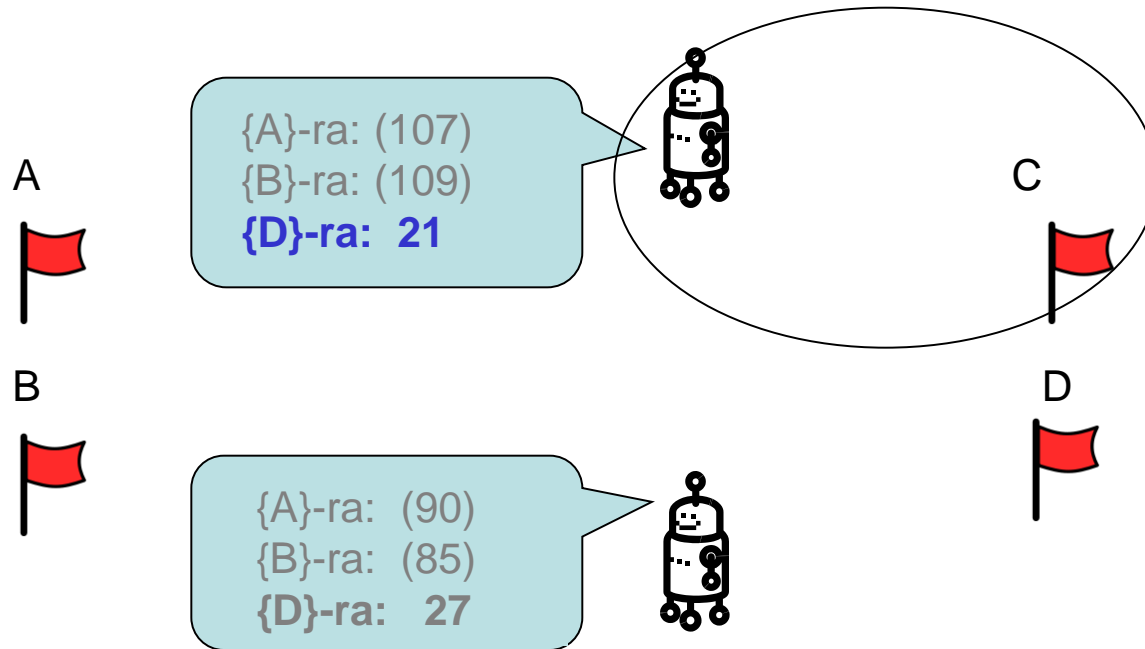 A
{A}-ra: (107)
{B}-ra: (109)
{D}-ra: 21
C
B
D
{A}-ra: (90)
{B}-ra: (85)
{D}-ra: 27